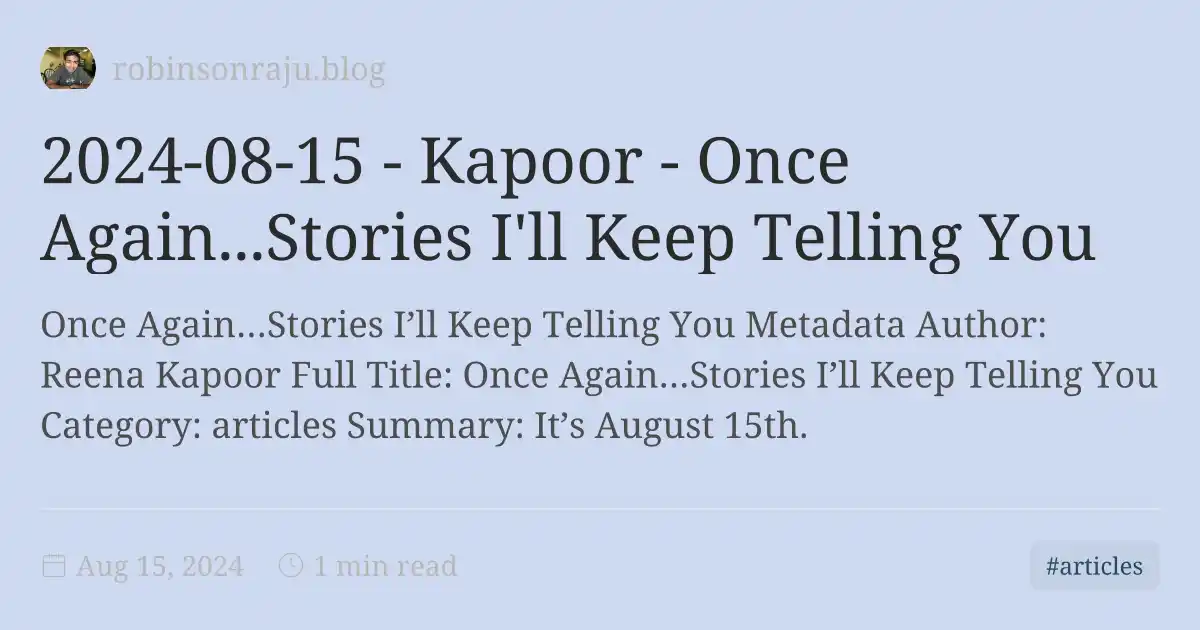 robinsonraju.blog
2024-08-15 - Kapoor - Once
Again...Stories I'll Keep Telling You
Once Again…Stories I’ll Keep Telling You Metadata Author:
Reena Kapoor Full Title: Once Again…Stories I’ll Keep Telling You
Category: articles Summary: It’s August 15th.
Aug 15, 2024 1 min read #articles